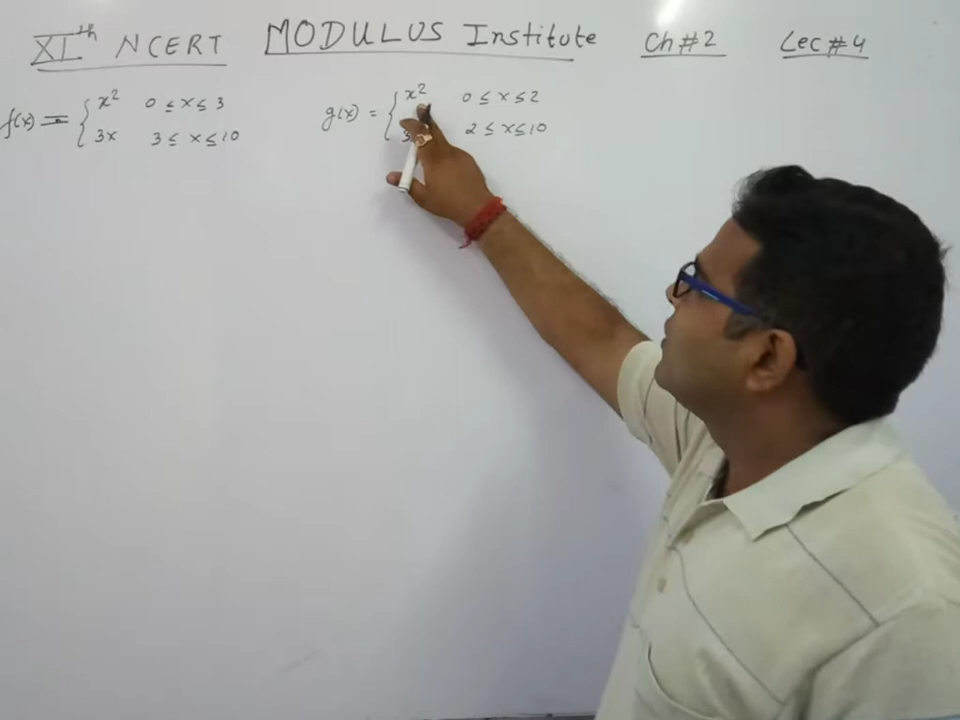 XIth NCERT MODULUS Institute Ch #2 Lec #4
f(x) = { x² 0 ≤ x ≤ 3
3x 3 ≤ x ≤ 10
g(x) = { x² 0 ≤ x ≤ 2
3 2 ≤ x ≤ 10